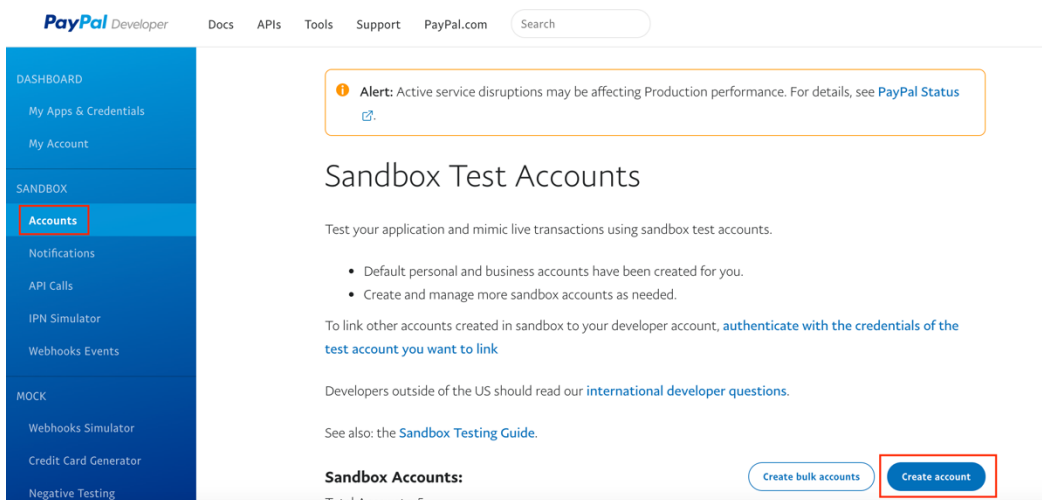 PayPal Developer
Docs APIs Tools Support PayPal.com Search
DASHBOARD
My Apps & Credentials
My Account
SANDBOX
Accounts
Notifications
API Calls
IPN Simulator
Webhooks Events
MOCK
Webhooks Simulator
Credit Card Generator
Negative Testing
Alert: Active service disruptions may be affecting Production performance. For details, see PayPal Status
.
Sandbox Test Accounts
Test your application and mimic live transactions using sandbox test accounts.
• Default personal and business accounts have been created for you.
• Create and manage more sandbox accounts as needed.
To link other accounts created in sandbox to your developer account, authenticate with the credentials of the
test account you want to link
Developers outside of the US should read our international developer questions.
See also: the Sandbox Testing Guide.
Sandbox Accounts:
Create bulk accounts Create account